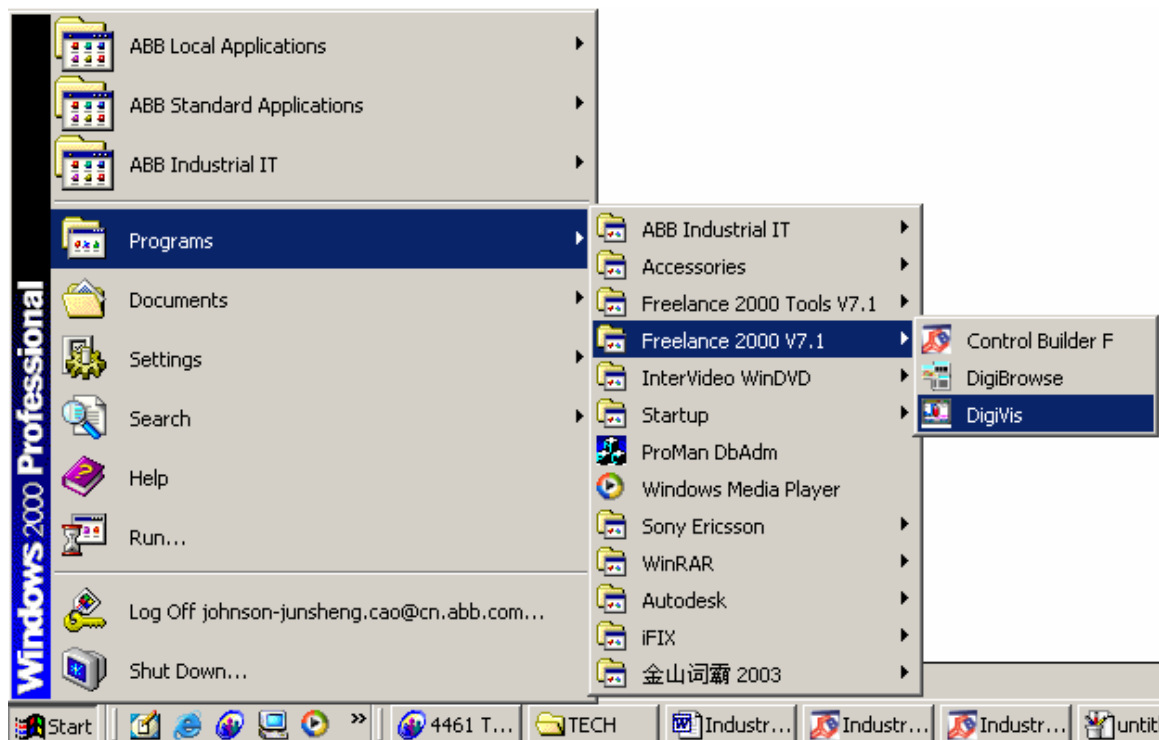 ABB Local Applications
ABB Standard Applications
ABB Industrial IT
Programs
Documents
Settings
Search
Help
Run...
Log Off johnson-junsheng.cao@cn.abb.com...
Shut Down...
Windows 2000 Professional
ABB Industrial IT
Accessories
Freelance 2000 Tools V7.1
Freelance 2000 V7.1
InterVideo WinDVD
Startup
ProMan DbAdm
Windows Media Player
Sony Ericsson
WinRAR
Autodesk
iFIX
金山词霸 2003
Control Builder F
DigiBrowse
DigiVis
Start
»
4461 T...
TECH
Industr...
Industr...
Industr...
untit